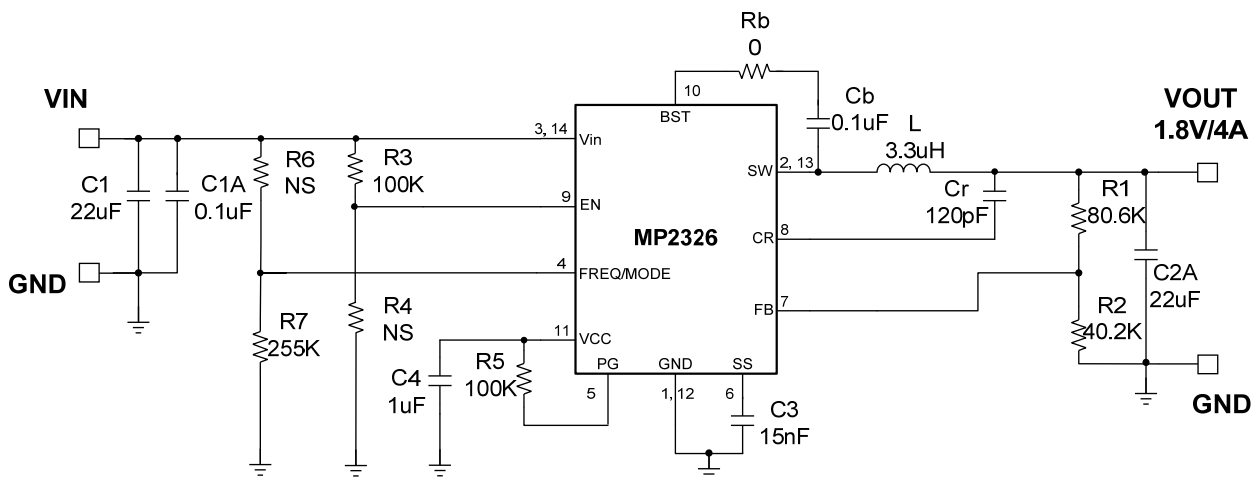 Rb
0
VIN
10
BST
Cb
0.1uF
VOUT
1.8V/4A
3, 14
Vin
L
3.3uH
R6
NS
R3
100K
SW
2, 13
C1
22uF
C1A
0.1uF
Cr
120pF
R1
80.6K
9
EN
MP2326
CR
8
GND
4
FREQ/MODE
C2A
22uF
R7
255K
R4
NS
FB
7
R2
40.2K
11
VCC
R5
100K
PG
GND
SS
C4
1uF
5
1, 12
6
C3
15nF
GND